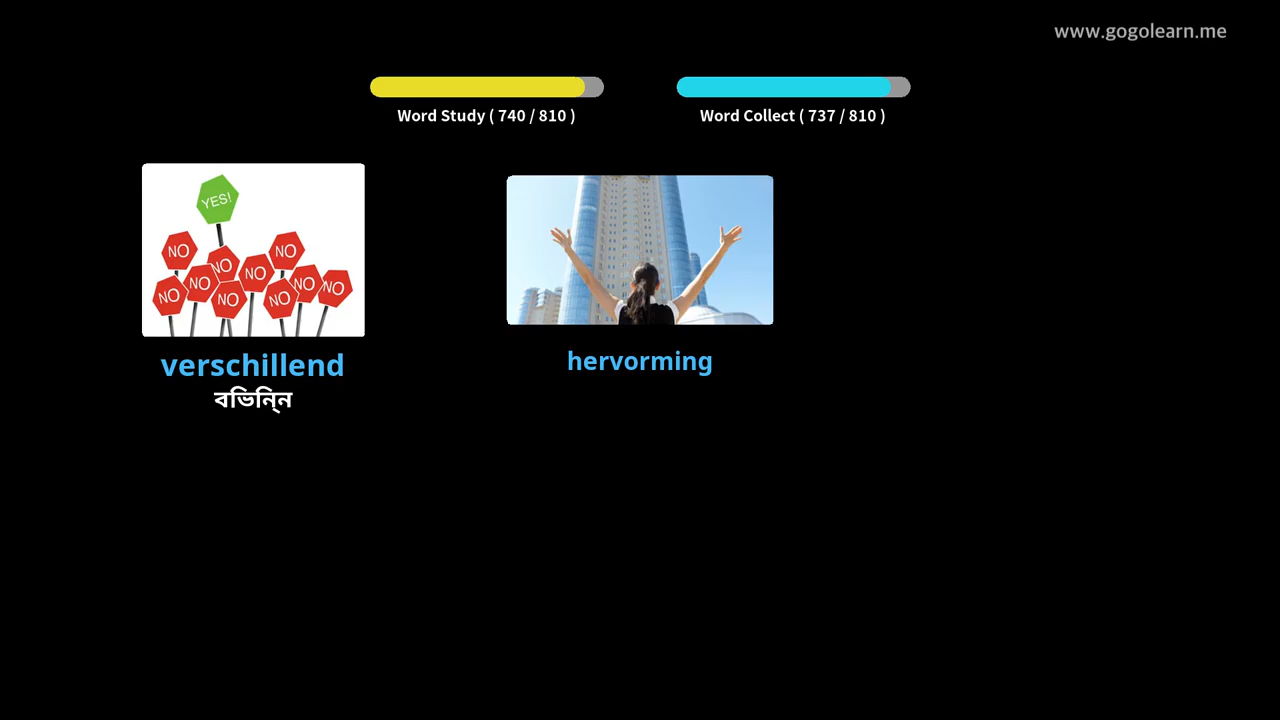 www.gogolearn.me
Word Study ( 740 / 810 )
Word Collect ( 737 / 810 )
YES!
NO
NO
NO
NO
NO
NO
NO
NO
NO
NO
verschillend
বিভিন্ন
hervorming